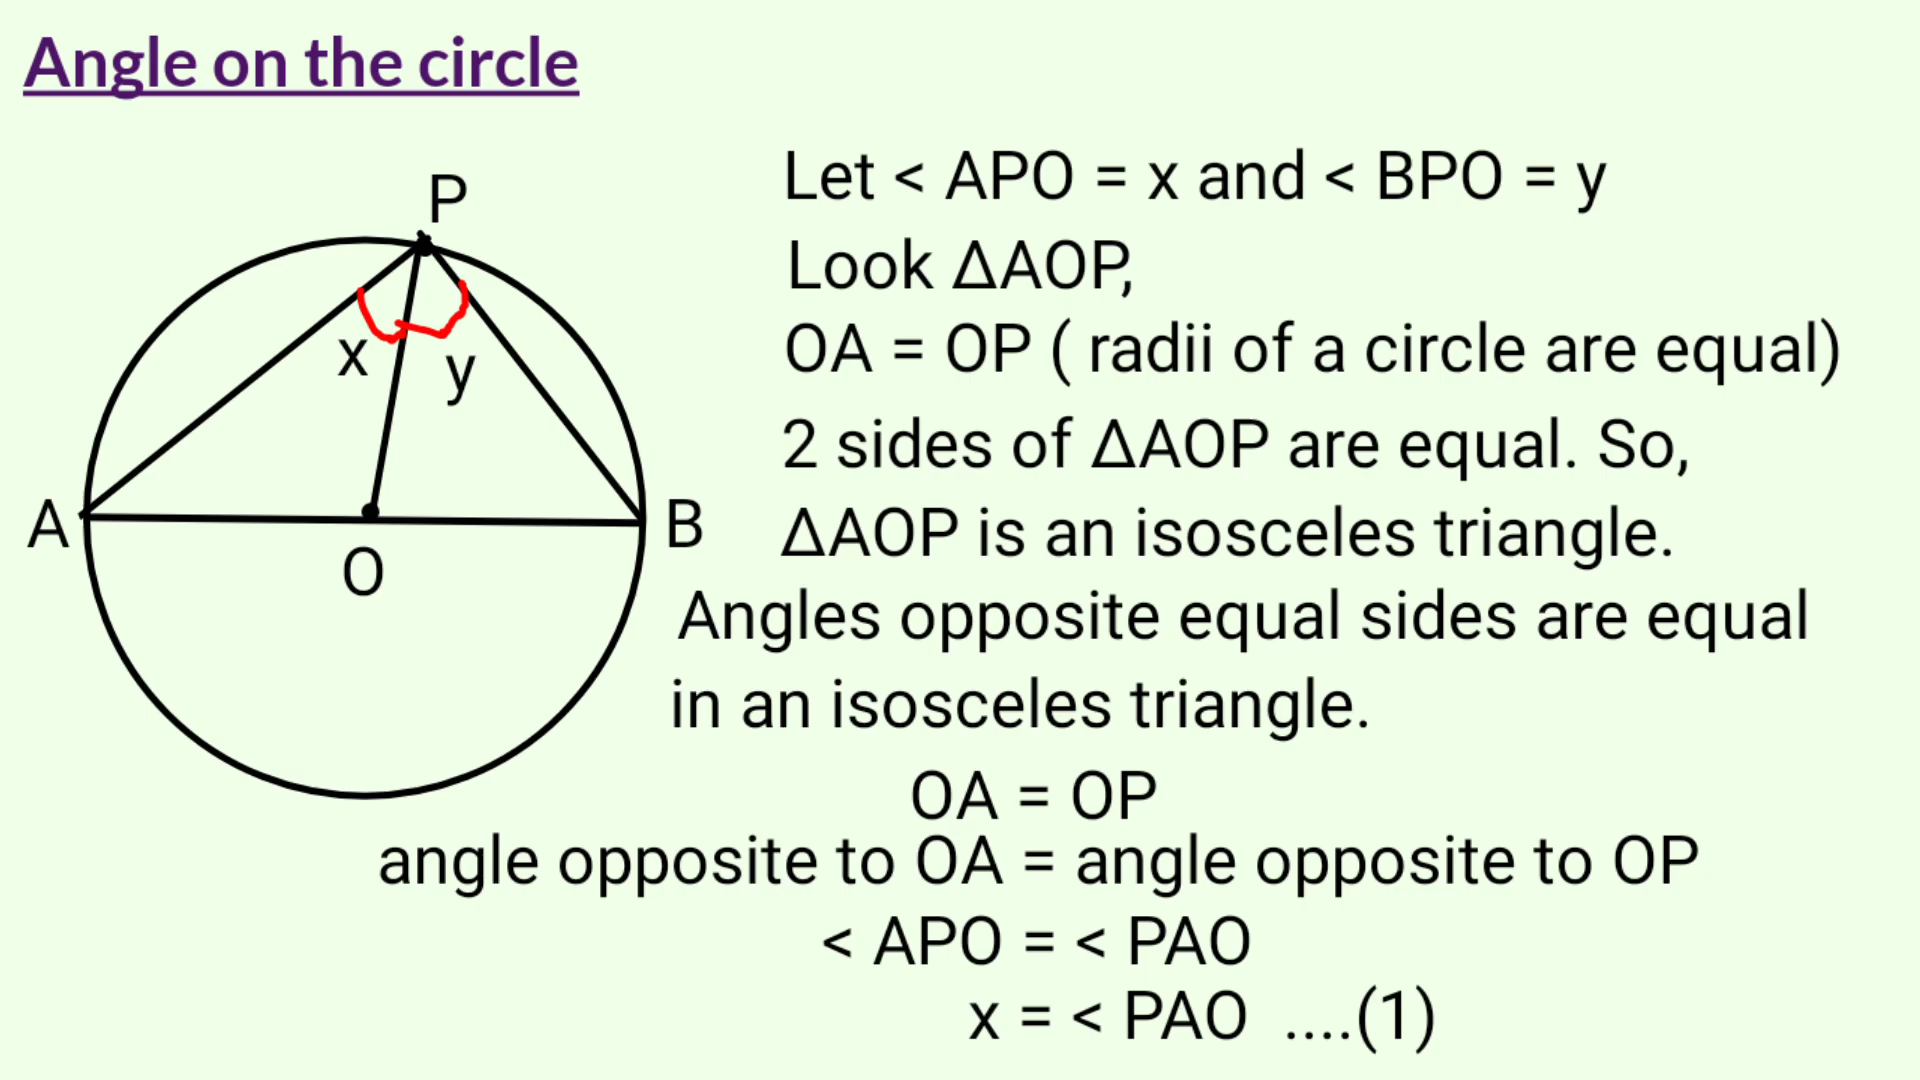 Angle on the circle
P
x
y
A
B
O
Let < APO = x and < BPO = y
Look ΔAOP,
OA = OP ( radii of a circle are equal)
2 sides of ΔAOP are equal. So,
ΔAOP is an isosceles triangle.
Angles opposite equal sides are equal
in an isosceles triangle.
OA = OP
angle opposite to OA = angle opposite to OP
< APO = < PAO
x = < PAO ....(1)